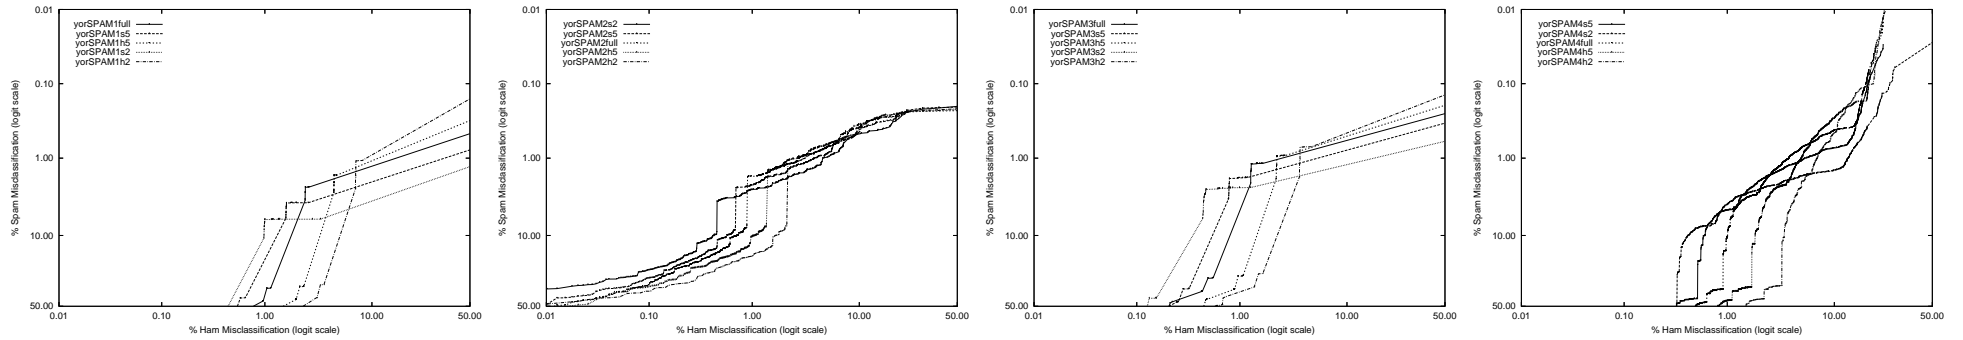 yorSPAM1full
yorSPAM1s5
yorSPAM1h5
yorSPAM1s2
yorSPAM1h2
0.01
0.10
1.00
10.00
50.00
0.01 0.10 1.00 10.00 50.00
% Spam Misclassification (logit scale)
% Ham Misclassification (logit scale)
yorSPAM2s2
yorSPAM2s5
yorSPAM2full
yorSPAM2h5
yorSPAM2h2
0.01
0.10
1.00
10.00
50.00
0.01 0.10 1.00 10.00 50.00
% Spam Misclassification (logit scale)
% Ham Misclassification (logit scale)
yorSPAM3full
yorSPAM3s5
yorSPAM3h5
yorSPAM3s2
yorSPAM3h2
0.01
0.10
1.00
10.00
50.00
0.01 0.10 1.00 10.00 50.00
% Spam Misclassification (logit scale)
% Ham Misclassification (logit scale)
yorSPAM4s5
yorSPAM4s2
yorSPAM4full
yorSPAM4h5
yorSPAM4h2
0.01
0.10
1.00
10.00
50.00
0.01 0.10 1.00 10.00 50.00
% Spam Misclassification (logit scale)
% Ham Misclassification (logit scale)